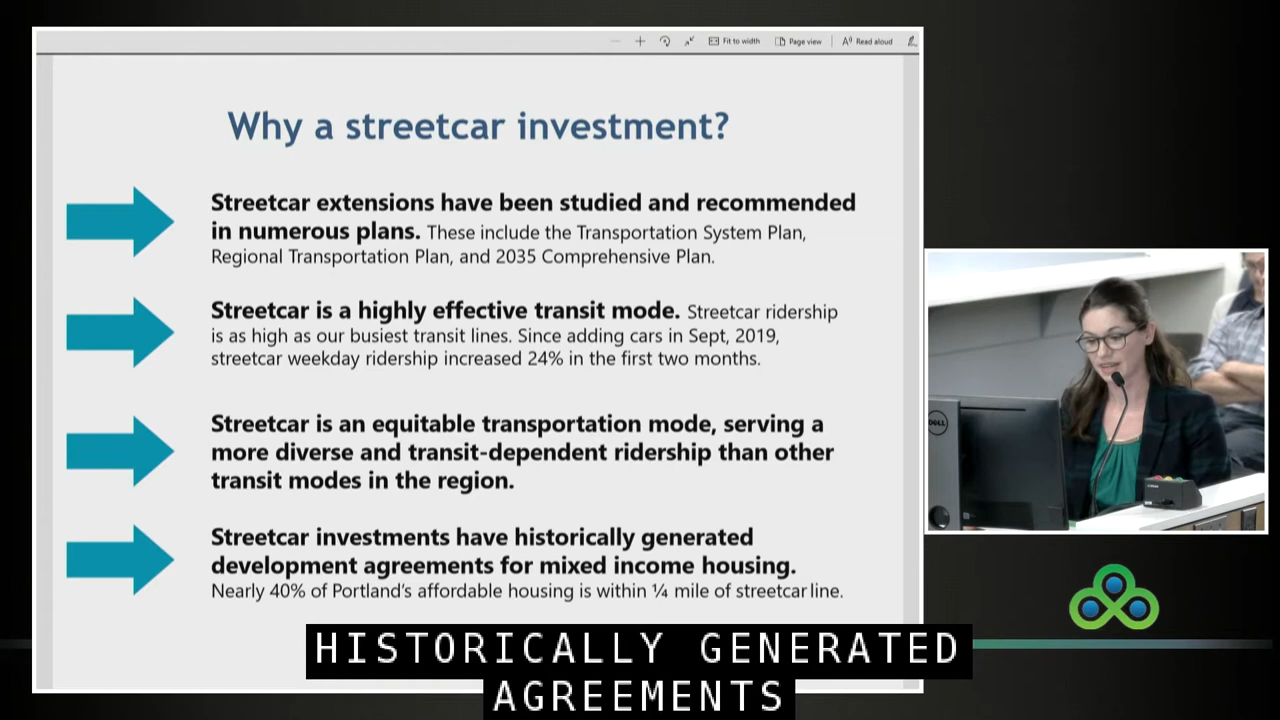 Fit to width
Page view
Read aloud
Why a streetcar investment?
Streetcar extensions have been studied and recommended
in numerous plans. These include the Transportation System Plan,
Regional Transportation Plan, and 2035 Comprehensive Plan.
Streetcar is a highly effective transit mode. Streetcar ridership
is as high as our busiest transit lines. Since adding cars in Sept, 2019,
streetcar weekday ridership increased 24% in the first two months.
Streetcar is an equitable transportation mode, serving a
more diverse and transit-dependent ridership than other
transit modes in the region.
Streetcar investments have historically generated
development agreements for mixed income housing.
Nearly 40% of Portland's affordable housing is within ¼ mile of streetcar line.
DELL
HISTORICALLY GENERATED
AGREEMENTS